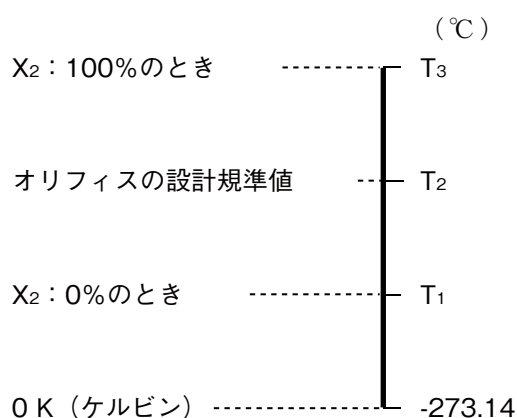 （℃）
X₂：100%のとき T₃
オリフィスの設計規準値 T₂
X₂：0%のとき T₁
0 K（ケルビン） -273.14